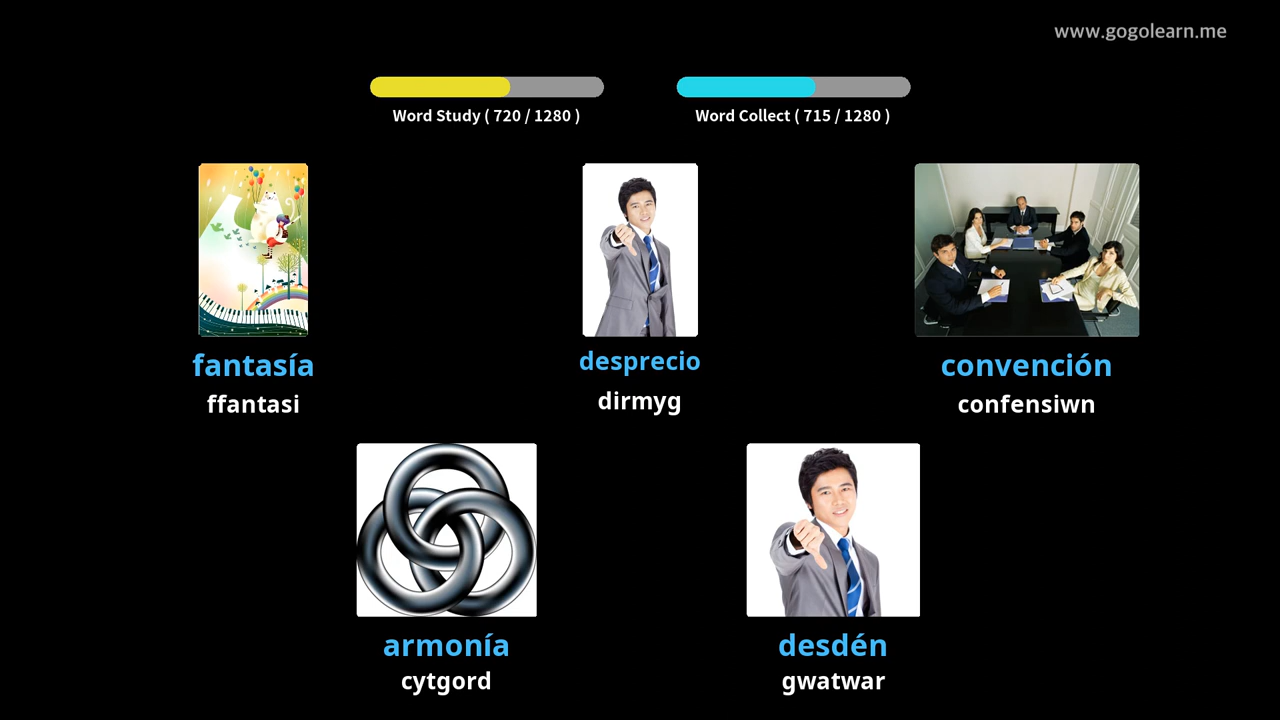 www.gogolearn.me
Word Study ( 720 / 1280 )
Word Collect ( 715 / 1280 )
fantasía
ffantasi
desprecio
dirmyg
convención
confensiwn
armonía
cytgord
desdén
gwatwar